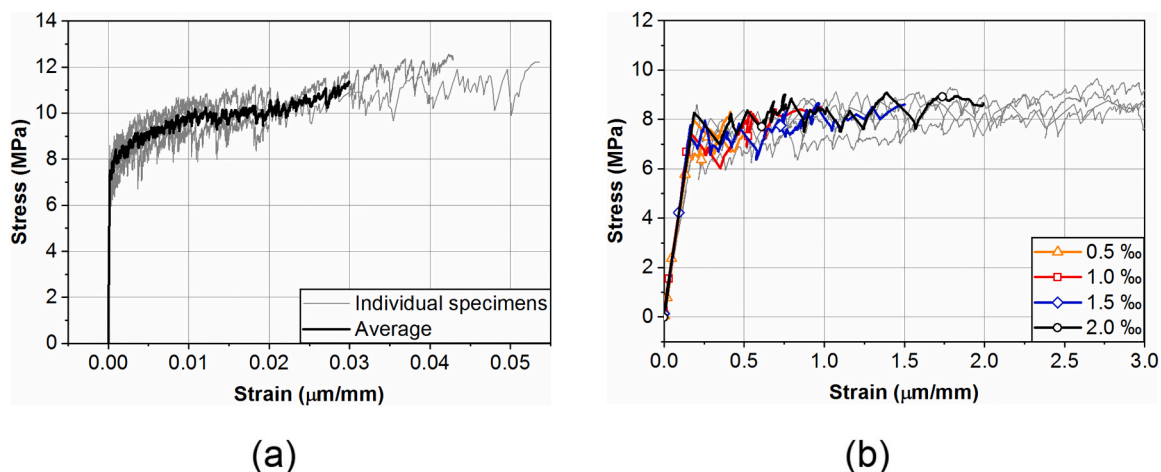 14
12
10
8
6
4
2
0
Stress (MPa)
Individual specimens
Average
0.00 0.01 0.02 0.03 0.04 0.05
Strain (μm/mm)
(a)
12
10
8
6
4
2
0
Stress (MPa)
0.5 ‰
1.0 ‰
1.5 ‰
2.0 ‰
0.0 0.5 1.0 1.5 2.0 2.5 3.0
Strain (μm/mm)
(b)